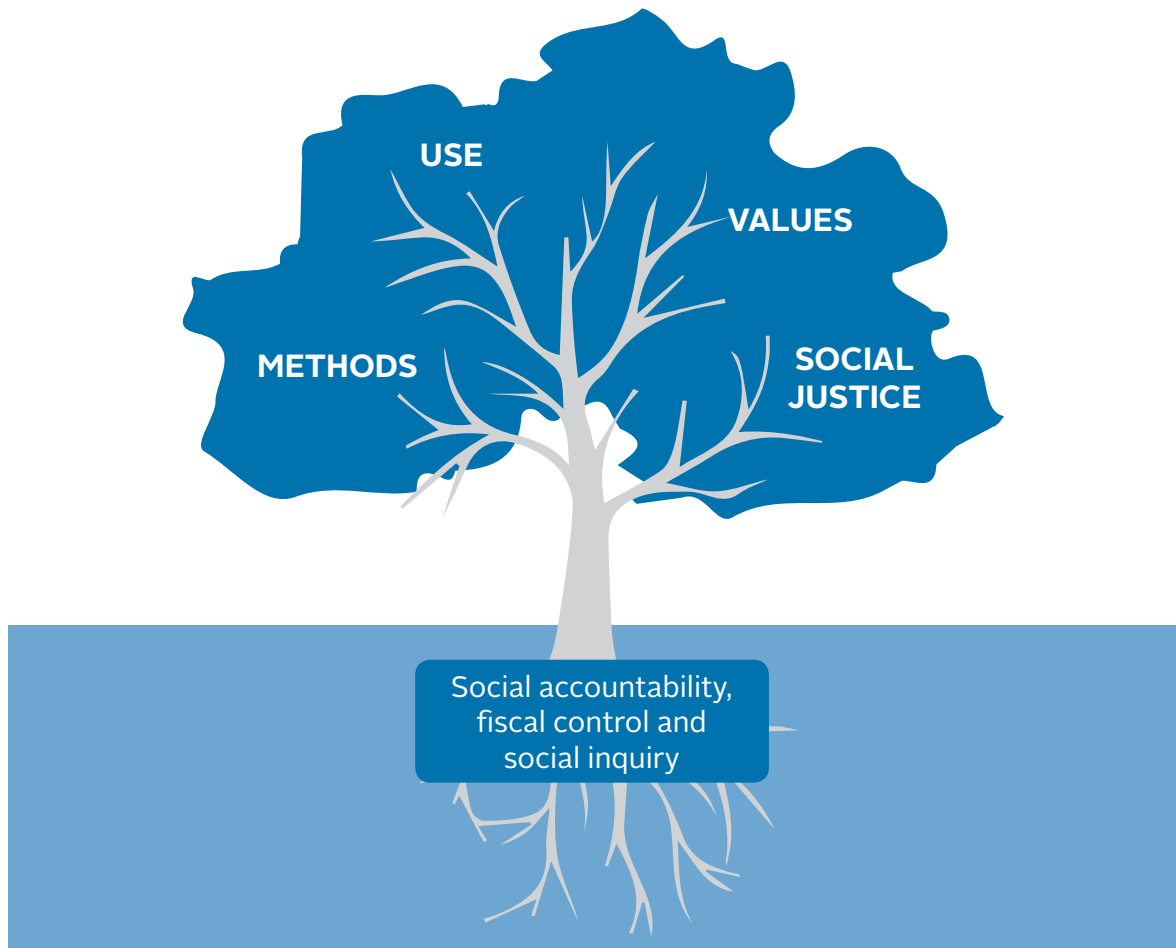 USE
VALUES
METHODS
SOCIAL
JUSTICE
Social accountability,
fiscal control and
social inquiry